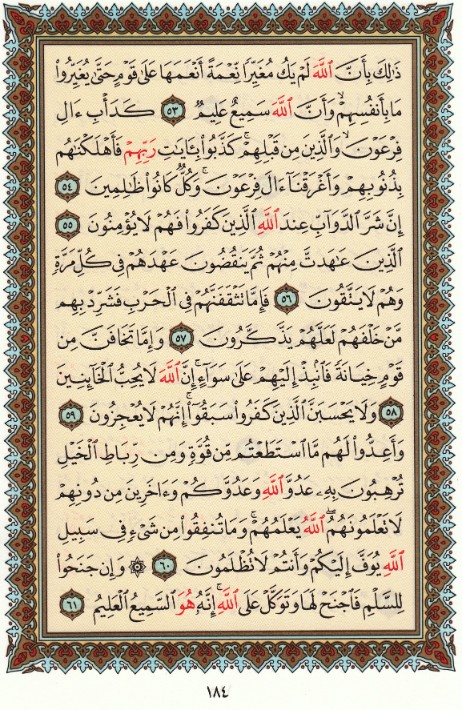 ذَٰلِكَ بِأَنَّ ٱللَّهَ لَمۡ يَكُ مُغَيِّرٗا نِّعۡمَةً أَنۡعَمَهَا عَلَىٰ قَوۡمٍ حَتَّىٰ يُغَيِّرُواْ
مَا بِأَنفُسِهِمۡ وَأَنَّ ٱللَّهَ سَمِيعٌ عَلِيمٞ ٥٣ كَدَأۡبِ ءَالِ
فِرۡعَوۡنَ وَٱلَّذِينَ مِن قَبۡلِهِمۡۚ كَذَّبُواْ بِـَٔايَٰتِ رَبِّهِمۡ فَأَهۡلَكۡنَٰهُم
بِذُنُوبِهِمۡ وَأَغۡرَقۡنَآ ءَالَ فِرۡعَوۡنَۚ وَكُلّٞ كَانُواْ ظَٰلِمِينَ ٥٤
إِنَّ شَرَّ ٱلدَّوَآبِّ عِندَ ٱللَّهِ ٱلَّذِينَ كَفَرُواْ فَهُمۡ لَا يُؤۡمِنُونَ ٥٥
ٱلَّذِينَ عَٰهَدتَّ مِنۡهُمۡ ثُمَّ يَنقُضُونَ عَهۡدَهُمۡ فِي كُلِّ مَرَّةٖ
وَهُمۡ لَا يَتَّقُونَ ٥٦ فَإِمَّا تَثۡقَفَنَّهُمۡ فِي ٱلۡحَرۡبِ فَشَرِّدۡ بِهِم
مَّنۡ خَلۡفَهُمۡ لَعَلَّهُمۡ يَذَّكَّرُونَ ٥٧ وَإِمَّا تَخَافَنَّ مِن
قَوۡمٍ خِيَانَةٗ فَٱنۢبِذۡ إِلَيۡهِمۡ عَلَىٰ سَوَآءٍۚ إِنَّ ٱللَّهَ لَا يُحِبُّ ٱلۡخَآئِنِينَ
٥٨ وَلَا يَحۡسَبَنَّ ٱلَّذِينَ كَفَرُواْ سَبَقُوٓاْۚ إِنَّهُمۡ لَا يُعۡجِزُونَ ٥٩
وَأَعِدُّواْ لَهُم مَّا ٱسۡتَطَعۡتُم مِّن قُوَّةٖ وَمِن رِّبَاطِ ٱلۡخَيۡلِ
تُرۡهِبُونَ بِهِۦ عَدُوَّ ٱللَّهِ وَعَدُوَّكُمۡ وَءَاخَرِينَ مِن دُونِهِمۡ
لَا تَعۡلَمُونَهُمُ ٱللَّهُ يَعۡلَمُهُمۡۚ وَمَا تُنفِقُواْ مِن شَيۡءٖ فِي سَبِيلِ
ٱللَّهِ يُوَفَّ إِلَيۡكُمۡ وَأَنتُمۡ لَا تُظۡلَمُونَ ٦٠ ۞ وَإِن جَنَحُواْ
لِلسَّلۡمِ فَٱجۡنَحۡ لَهَا وَتَوَكَّلۡ عَلَى ٱللَّهِۚ إِنَّهُۥ هُوَ ٱلسَّمِيعُ ٱلۡعَلِيمُ ٦١
١٨٤